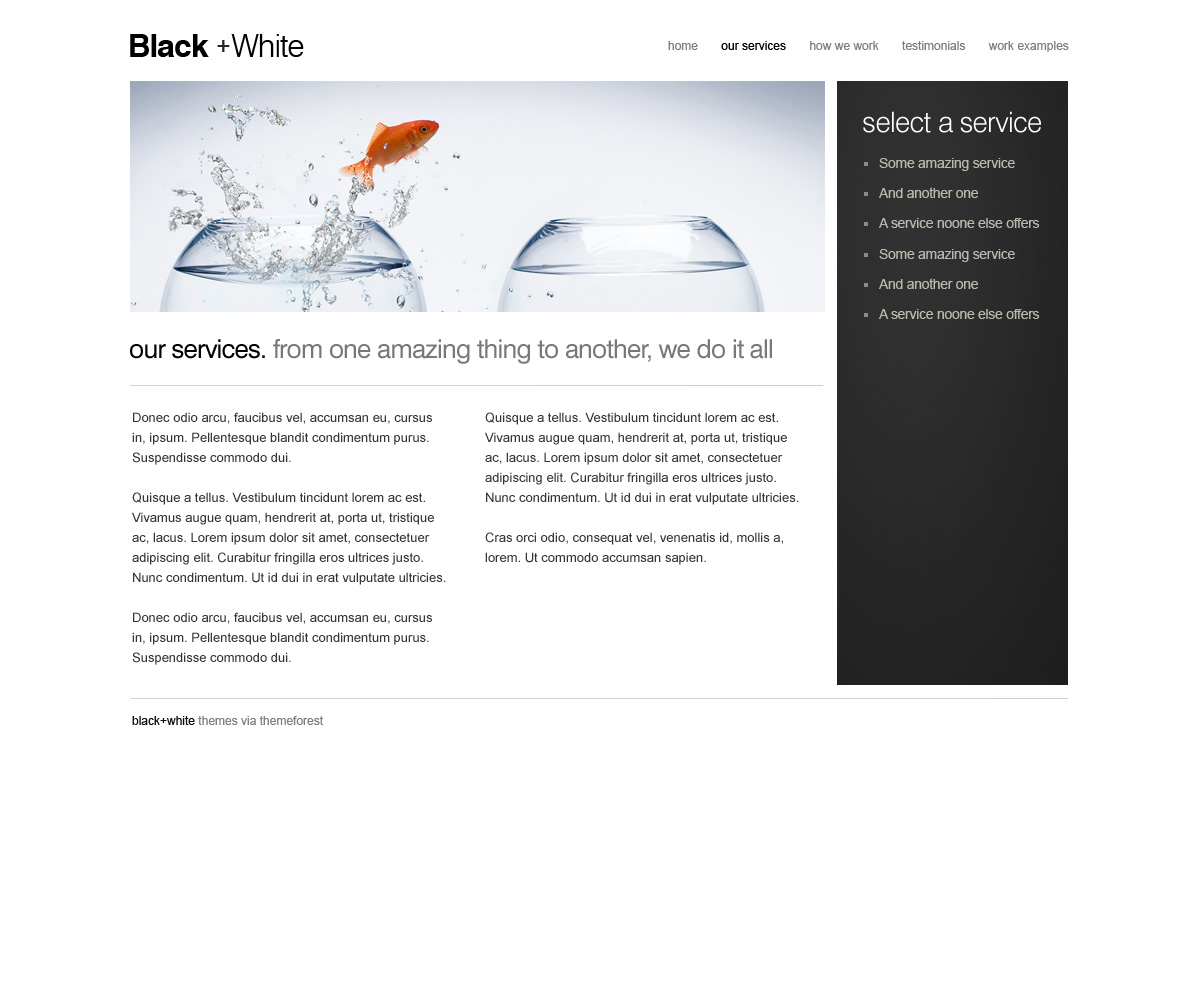 Black +White
home our services how we work testimonials work examples
select a service
Some amazing service
And another one
A service noone else offers
Some amazing service
And another one
A service noone else offers
our services. from one amazing thing to another, we do it all
Donec odio arcu, faucibus vel, accumsan eu, cursus
in, ipsum. Pellentesque blandit condimentum purus.
Suspendisse commodo dui.
Quisque a tellus. Vestibulum tincidunt lorem ac est.
Vivamus augue quam, hendrerit at, porta ut, tristique
ac, lacus. Lorem ipsum dolor sit amet, consectetuer
adipiscing elit. Curabitur fringilla eros ultrices justo.
Nunc condimentum. Ut id dui in erat vulputate ultricies.
Donec odio arcu, faucibus vel, accumsan eu, cursus
in, ipsum. Pellentesque blandit condimentum purus.
Suspendisse commodo dui.
Quisque a tellus. Vestibulum tincidunt lorem ac est.
Vivamus augue quam, hendrerit at, porta ut, tristique
ac, lacus. Lorem ipsum dolor sit amet, consectetuer
adipiscing elit. Curabitur fringilla eros ultrices justo.
Nunc condimentum. Ut id dui in erat vulputate ultricies.
Cras orci odio, consequat vel, venenatis id, mollis a,
lorem. Ut commodo accumsan sapien.
black+white themes via themeforest